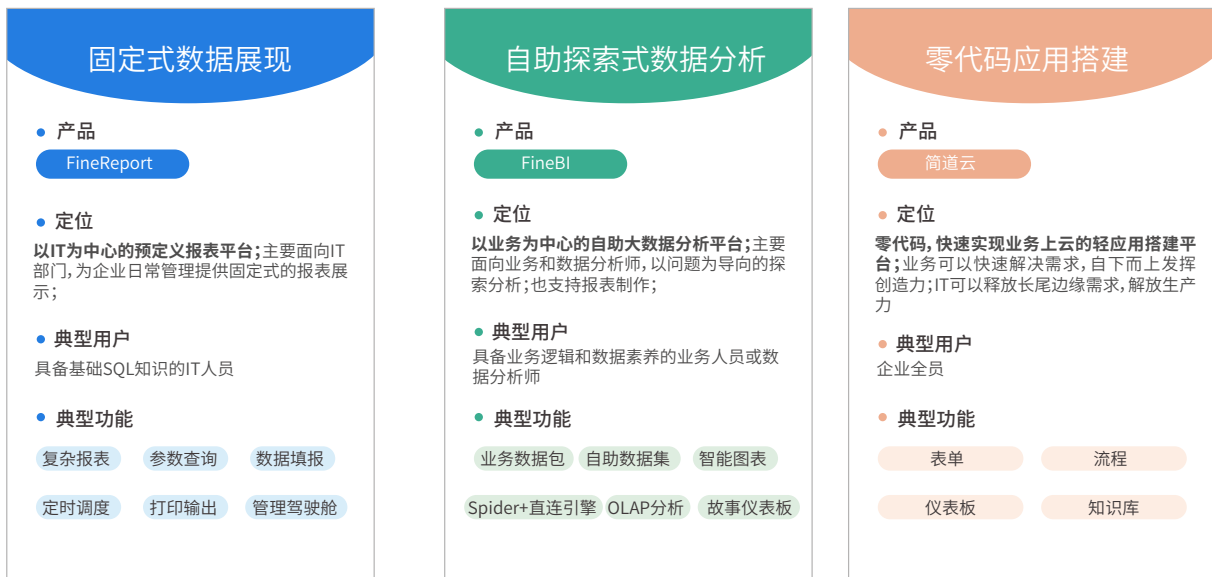 固定式数据展现
产品
FineReport
定位
以IT为中心的预定义报表平台;主要面向IT
部门,为企业日常管理提供固定式的报表展
示;
典型用户
具备基础SQL知识的IT人员
典型功能
复杂报表 参数查询 数据填报
定时调度 打印输出 管理驾驶舱
自助探索式数据分析
产品
FineBI
定位
以业务为中心的自助大数据分析平台;主要
面向业务和数据分析师,以问题为导向的探
索分析;也支持报表制作;
典型用户
具备业务逻辑和数据素养的业务人员或数
据分析师
典型功能
业务数据包 自助数据集 智能图表
Spider+直连引擎 OLAP分析 故事仪表板
零代码应用搭建
产品
简道云
定位
零代码,快速实现业务上云的轻应用搭建平
台;业务可以快速解决需求,自下而上发挥
创造力;IT可以释放长尾边缘需求,解放生产
力
典型用户
企业全员
典型功能
表单 流程
仪表板 知识库